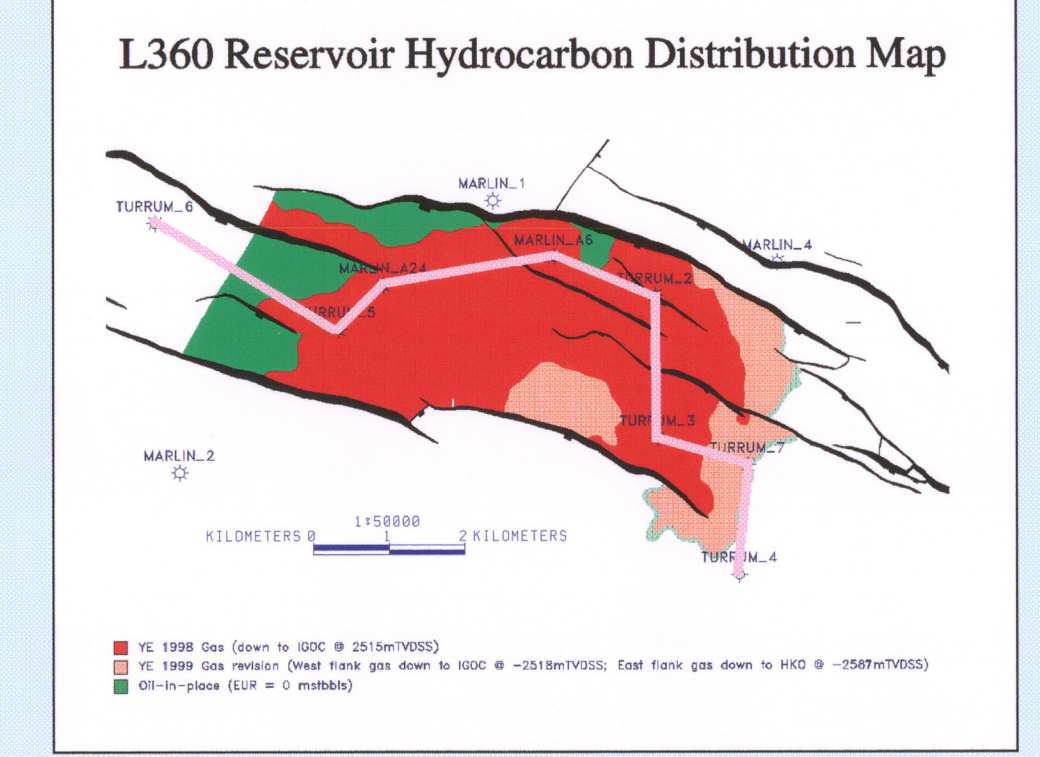 L360 Reservoir Hydrocarbon Distribution Map
MARLIN_1
TURRUM_6
MARLIN_A6
MARLIN_4
MARLIN_A24
TURRUM_2
TURRUM_5
TURRUM_3
TURRUM_7
MARLIN_2
1:50000
KILOMETERS 0 1 2 KILOMETERS
TURRUM_4
YE 1998 Gas (down to IGOC @ 2515mTVDSS)
YE 1999 Gas revision (West flank gas down to IGOC @ -2518mTVDSS; East flank gas down to HKO @ -2587mTVDSS)
Oil-in-place (EUR = 0 mstbbls)